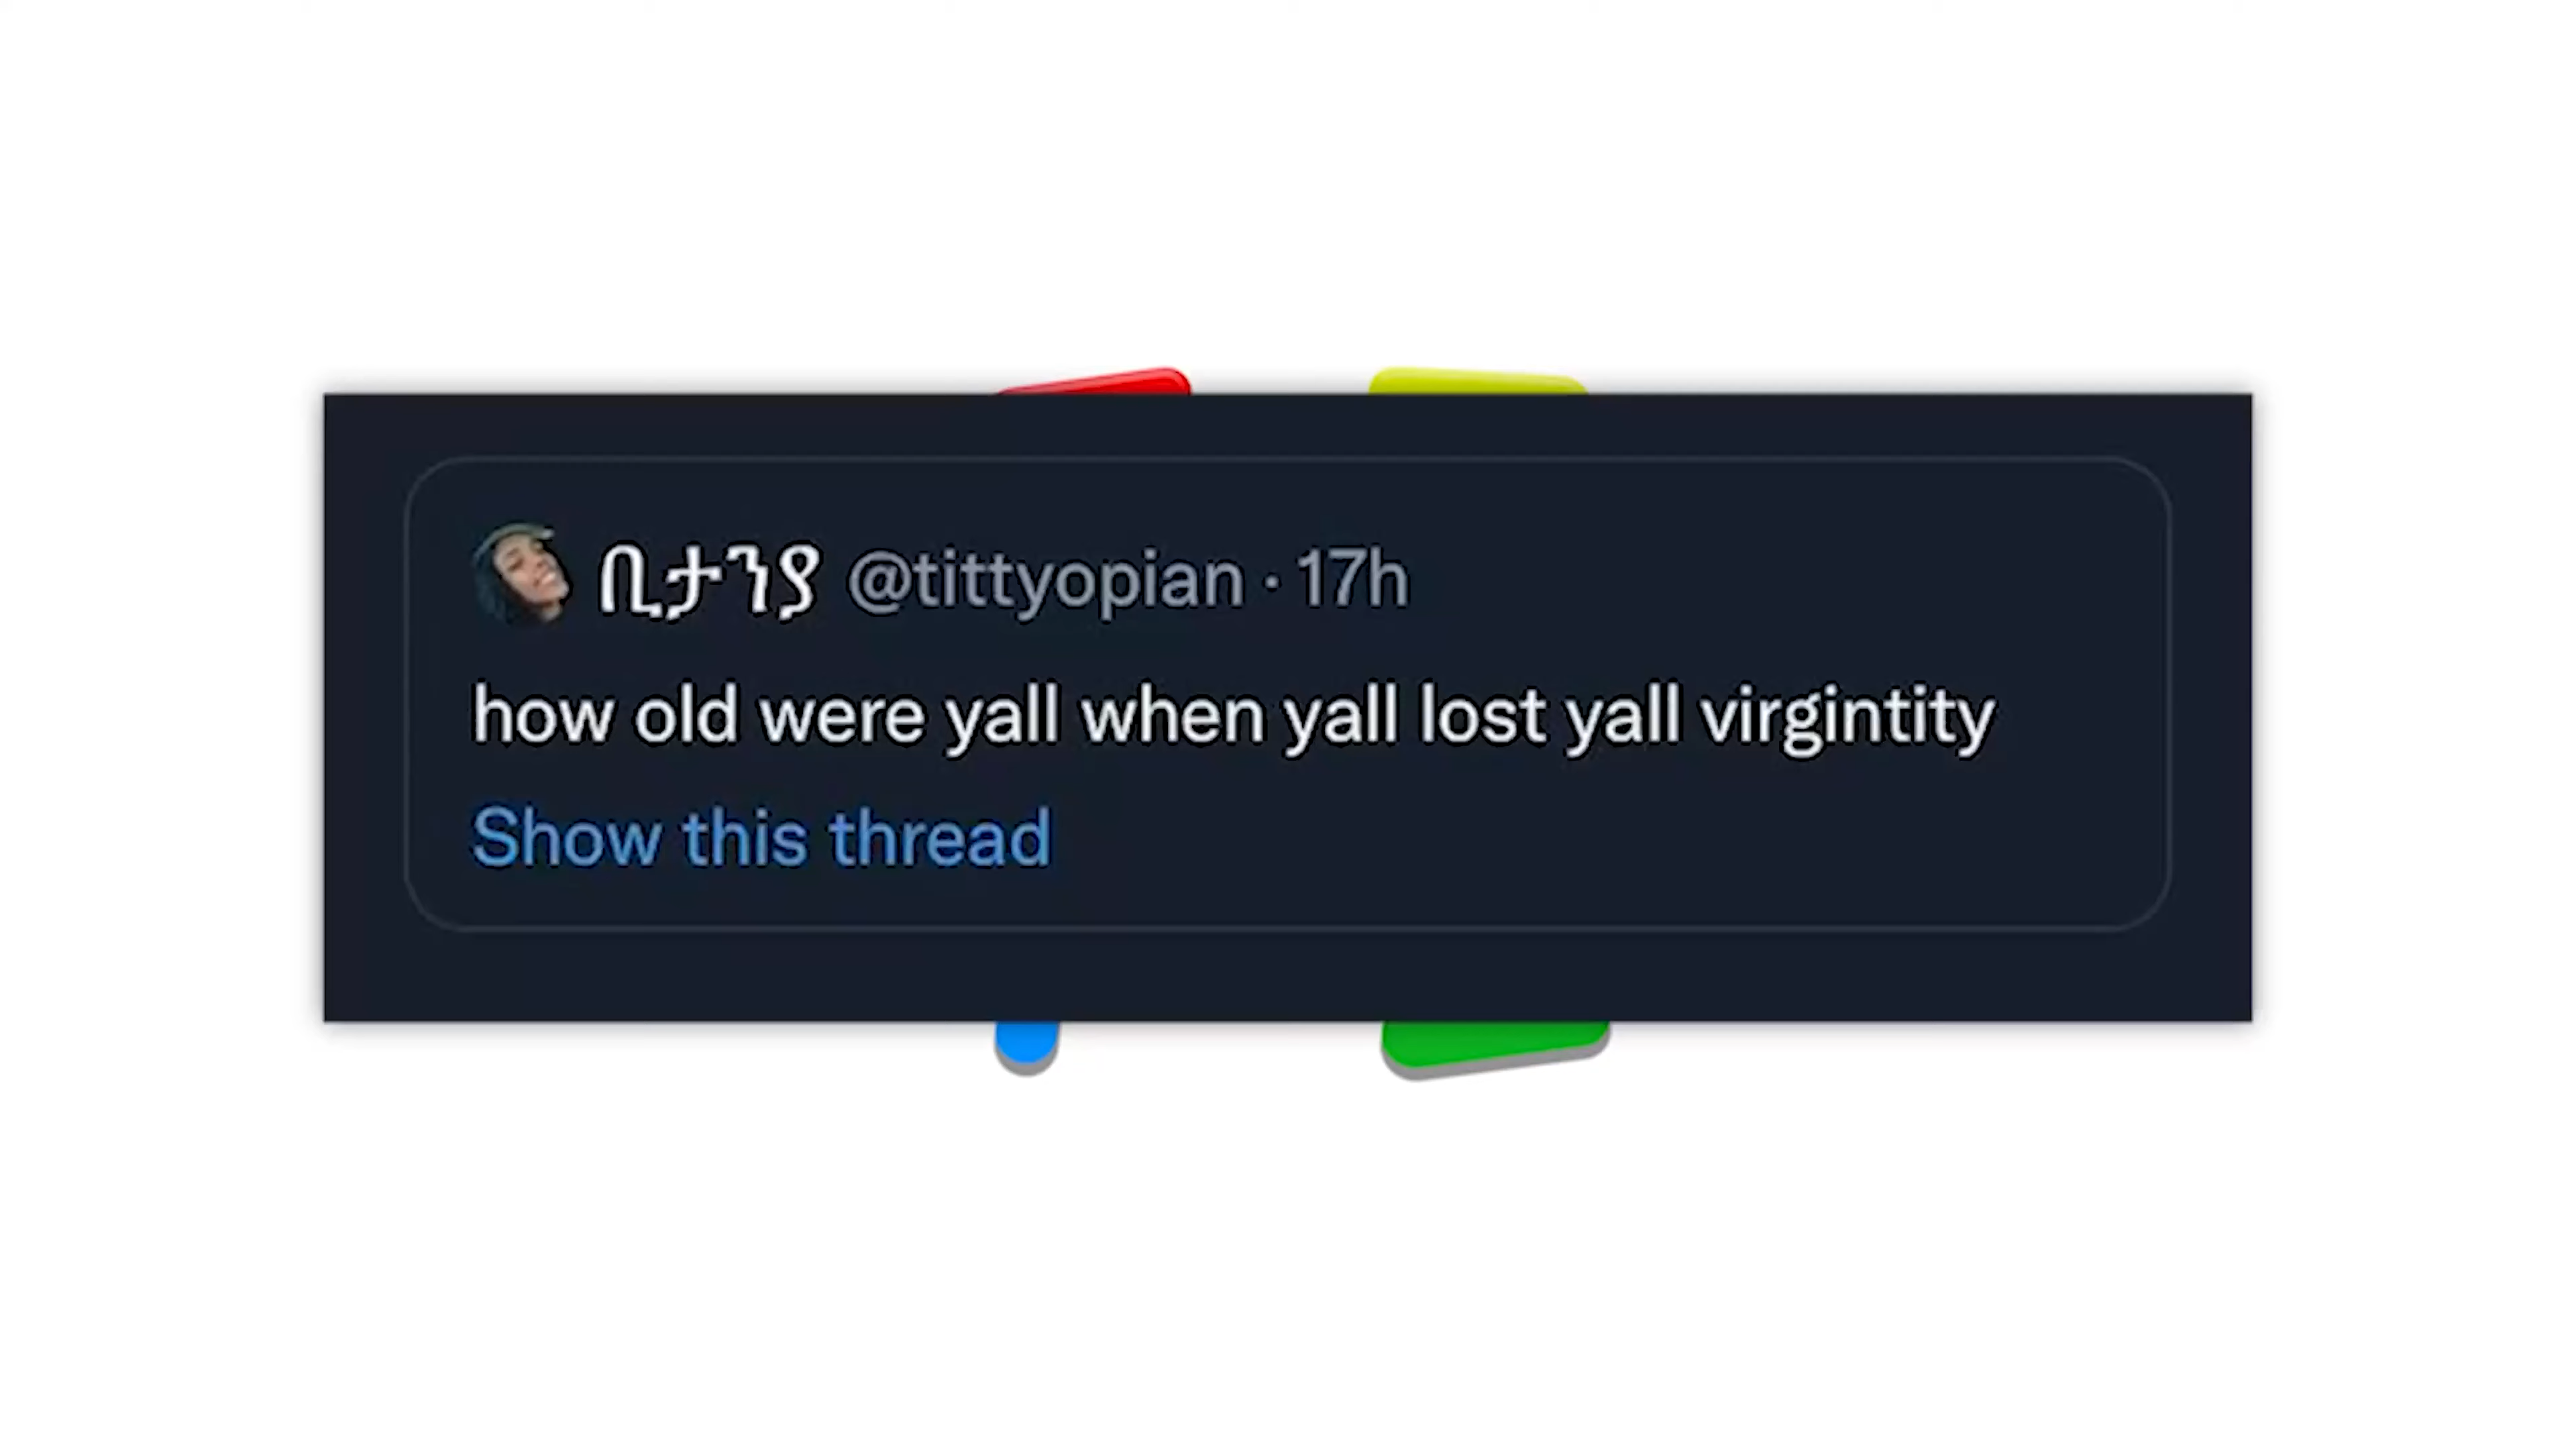 ቢታንያ @tittyopian · 17h
how old were yall when yall lost yall virgintity
Show this thread